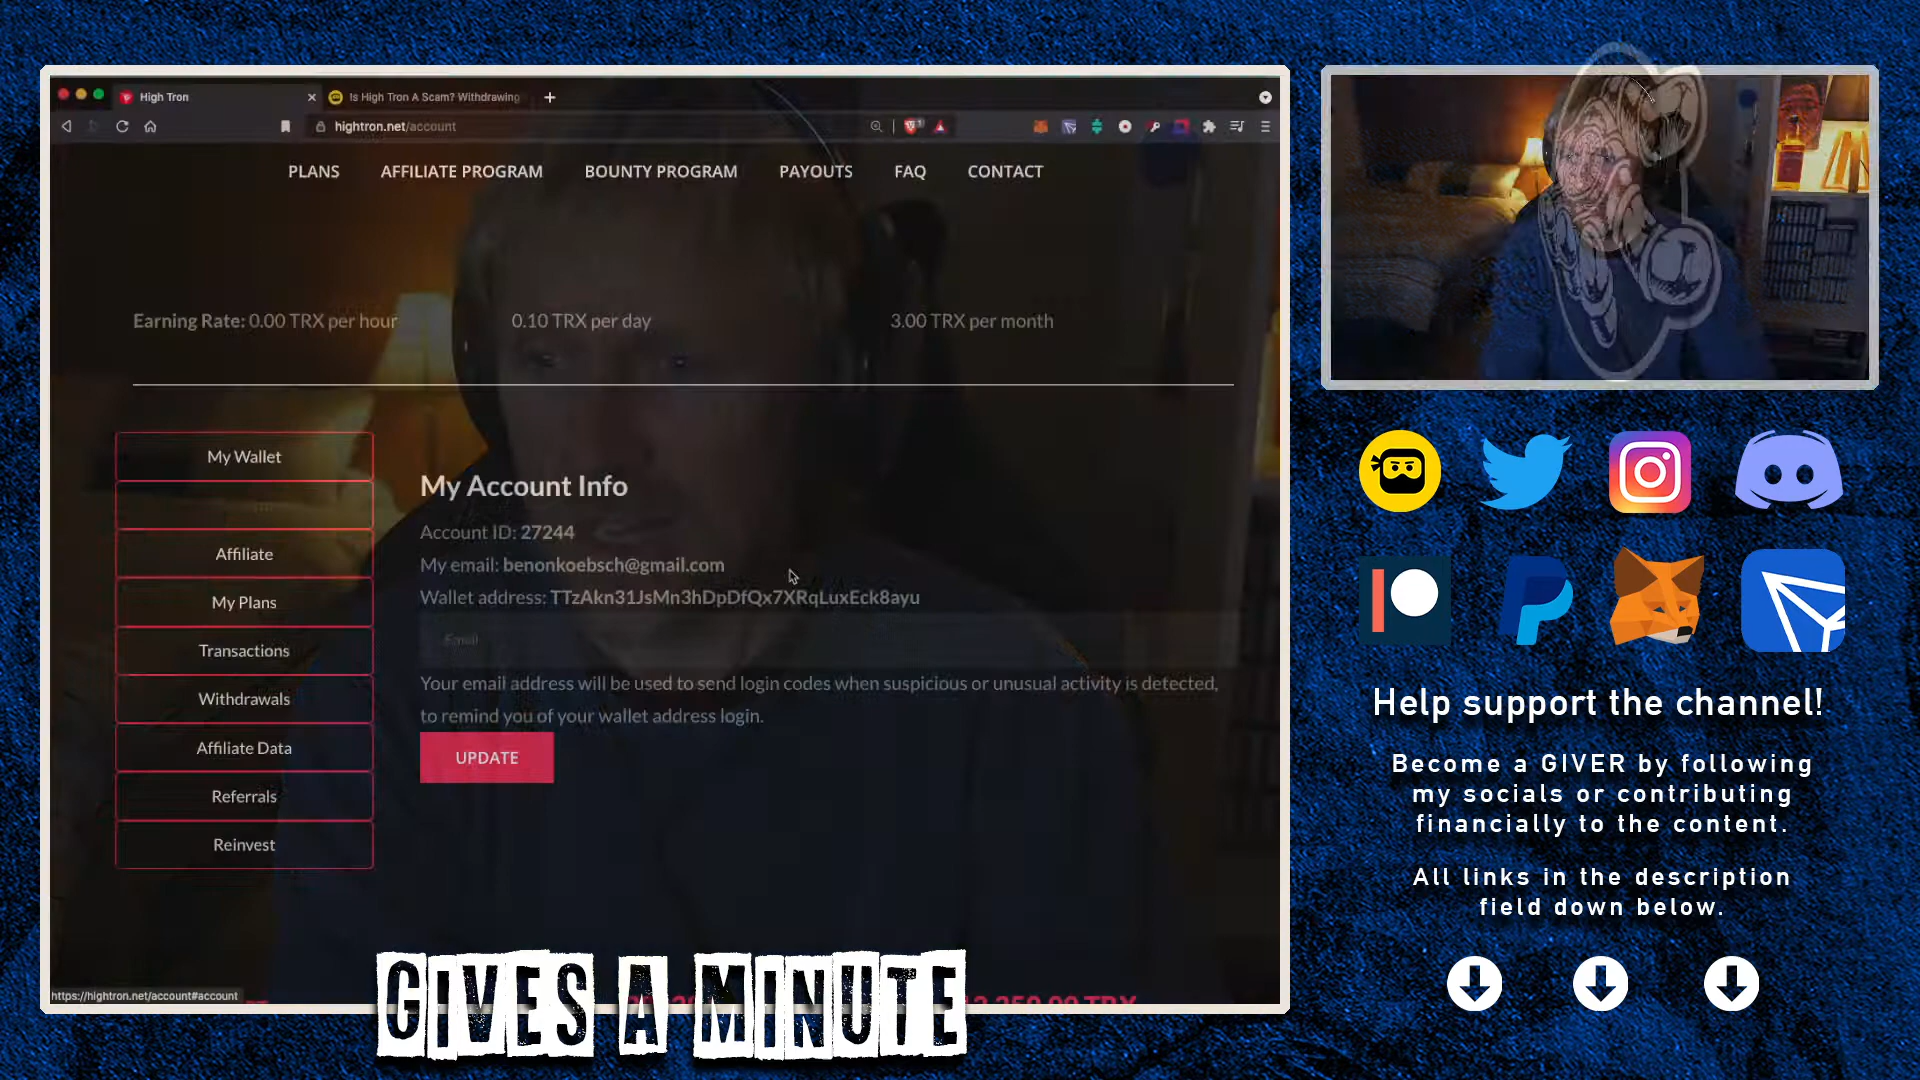 High Tron
Is High Tron A Scam? Withdrawing
hightron.net/account
PLANS
AFFILIATE PROGRAM
BOUNTY PROGRAM
PAYOUTS
FAQ
CONTACT
Earning Rate: 0.00 TRX per hour
0.10 TRX per day
3.00 TRX per month
My Wallet
Affiliate
My Plans
Transactions
Withdrawals
Affiliate Data
Referrals
Reinvest
My Account Info
Account ID: 27244
My email: benonkoebsch@gmail.com
Wallet address: TTzAkn31JsMn3hDpDfQx7XRqLuxEck8ayu
Email
Your email address will be used to send login codes when suspicious or unusual activity is detected,
to remind you of your wallet address login.
UPDATE
https://hightron.net/account#account
GIVES A MINUTE
Help support the channel!
Become a GIVER by following
my socials or contributing
financially to the content.
All links in the description
field down below.